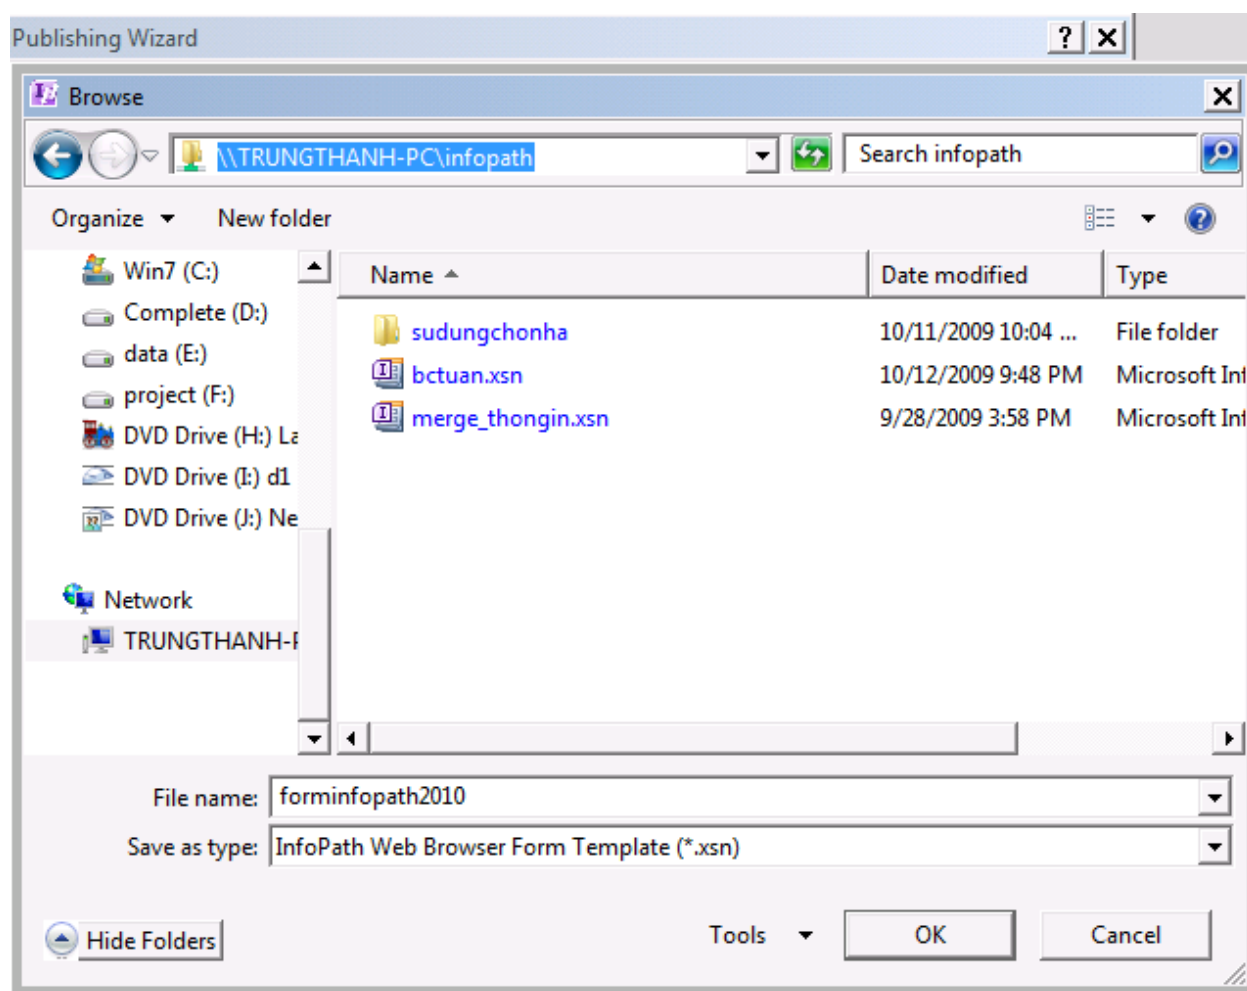 Publishing Wizard
Browse
\\TRUNGTHANH-PC\infopath
Search infopath
Organize
New folder
Win7 (C:)
Complete (D:)
data (E:)
project (F:)
DVD Drive (H:) La
DVD Drive (I:) d1
DVD Drive (J:) Ne
Network
TRUNGTHANH-P
Name Date modified Type
sudungchonha 10/11/2009 10:04 ... File folder
bctuan.xsn 10/12/2009 9:48 PM Microsoft Inf
merge_thongin.xsn 9/28/2009 3:58 PM Microsoft Inf
File name: forminfopath2010
Save as type: InfoPath Web Browser Form Template (*.xsn)
Hide Folders
Tools
OK
Cancel